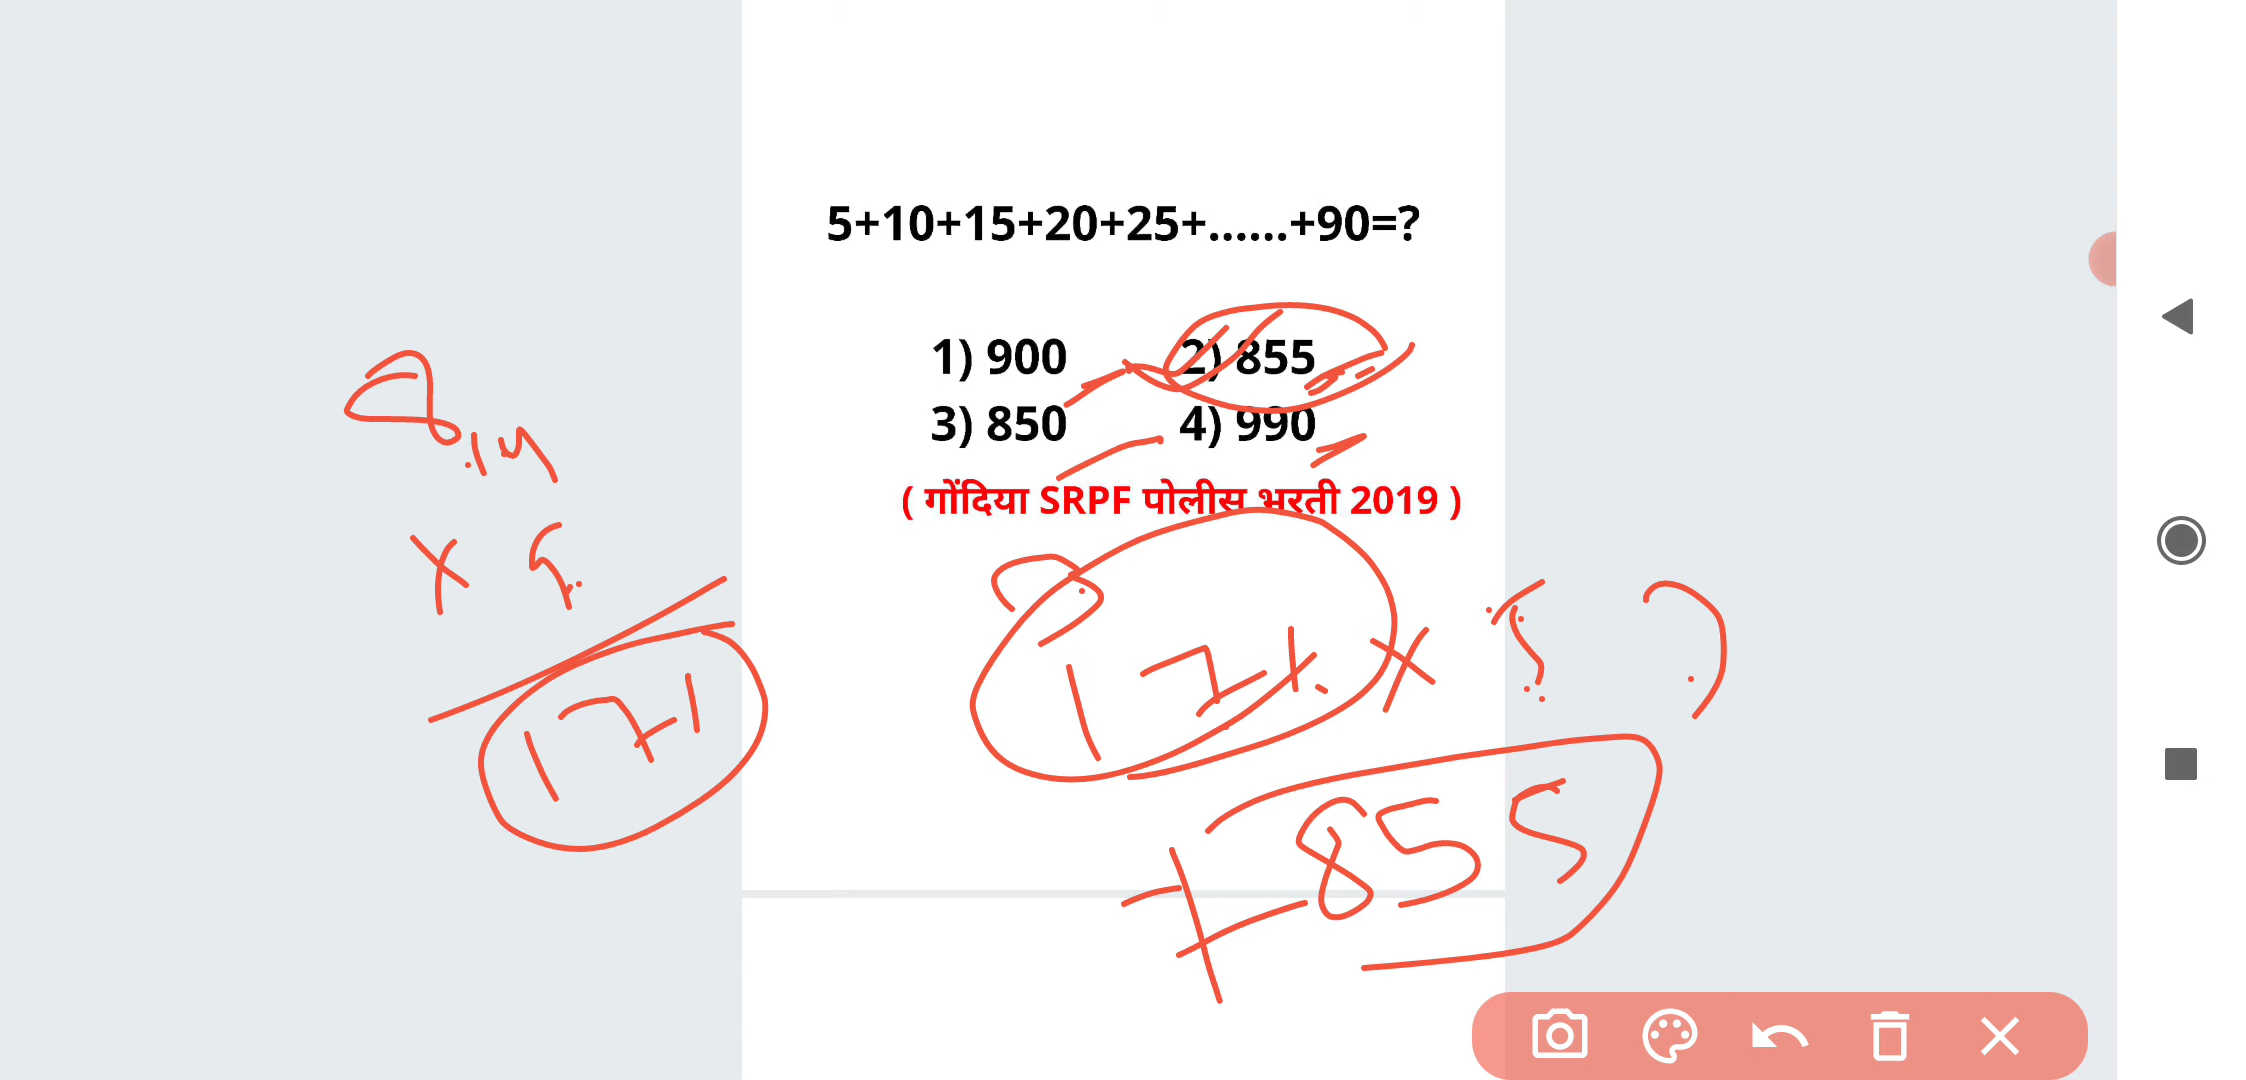 5+10+15+20+25+......+90=?
1) 900 2) 855
3) 850 4) 990
( गोंदिया SRPF पोलीस भरती 2019 )
171 × 5
171
855